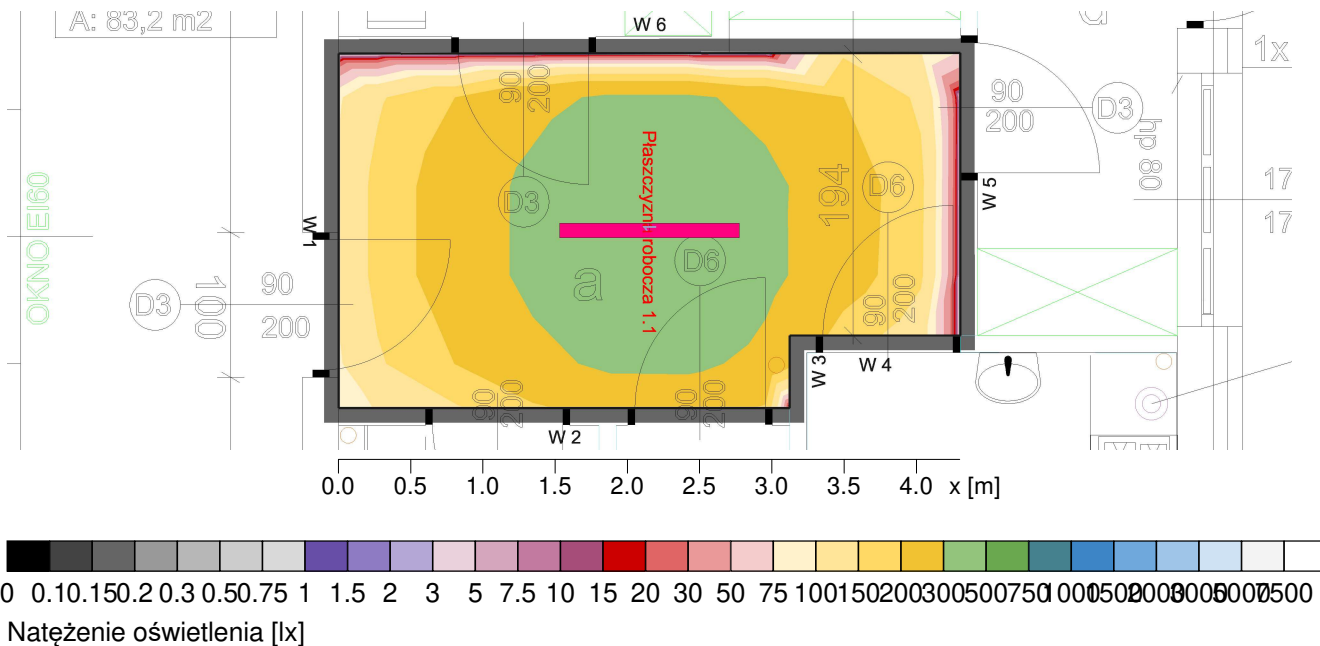 A: 83,2 m2
W 6
a
1x
90
200
90
200
D3
hp 80
OKNO EI60
W 1
D3
90
200
100
D3
Płaszczyzna robocza 1.1
1
194
D6
W 5
17
17
a
D6
90
200
90
200
90
200
W 3
W 4
W 2
0.0 0.5 1.0 1.5 2.0 2.5 3.0 3.5 4.0 x [m]
0 0.1 0.15 0.2 0.3 0.5 0.75 1 1.5 2 3 5 7.5 10 15 20 30 50 75 100 150 200 300 500 750 1000 1500 2000 3000 5000 7500
Natężenie oświetlenia [lx]